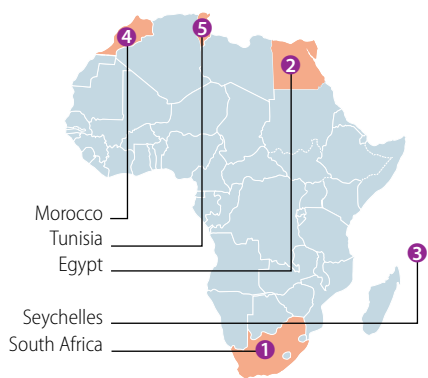 4
5
2
Morocco
Tunisia
Egypt
3
Seychelles
South Africa
1